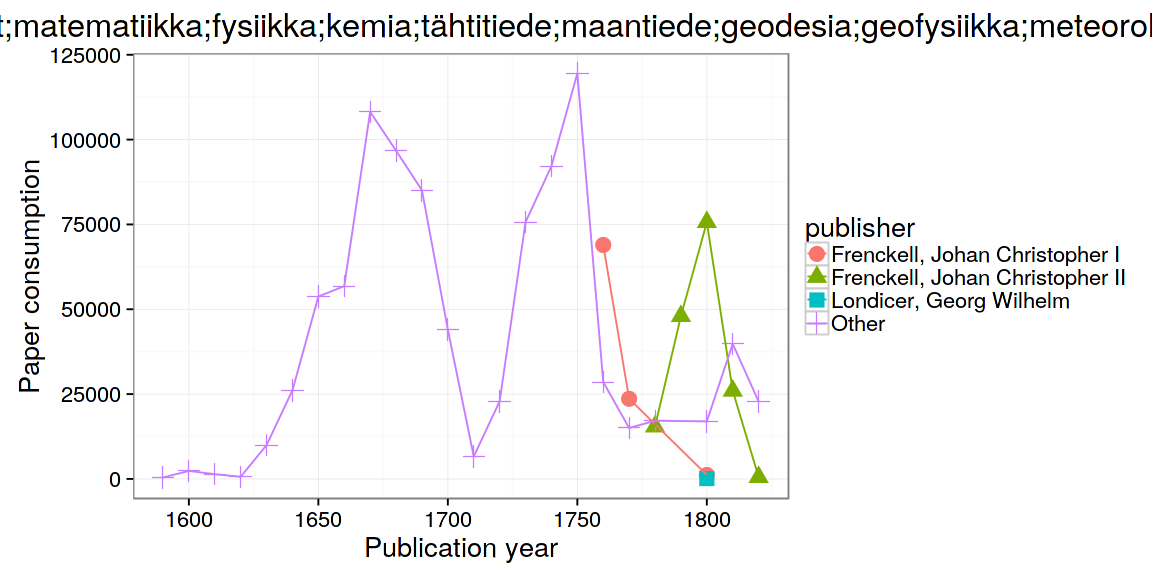 ;matematiikka;fysiikka;kemia;tähtitiede;maantiede;geodesia;geofysiikka;
125000
100000
75000
50000
25000
0
Paper consumption
1600 1650 1700 1750 1800
Publication year
publisher
Frenckell, Johan Christopher I
Frenckell, Johan Christopher II
Londicer, Georg Wilhelm
Other